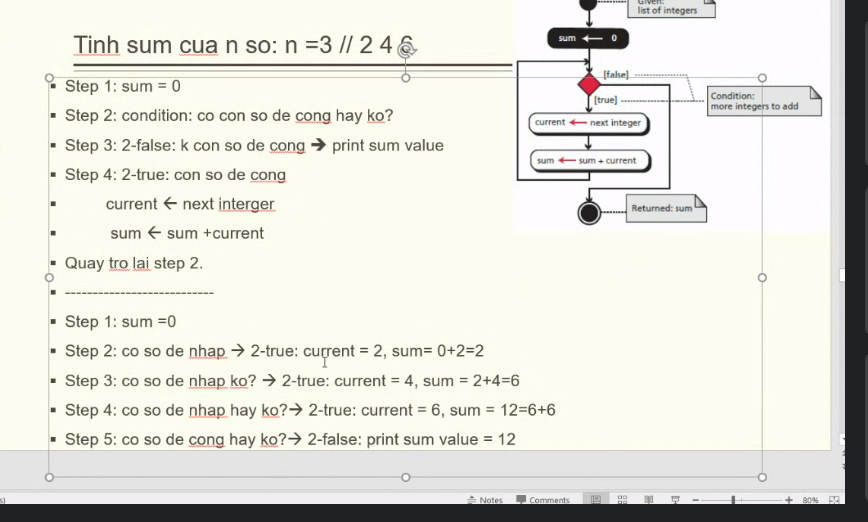 Tinh sum cua n so: n =3 // 2 4 6
Step 1: sum = 0
Step 2: condition: co con so de cong hay ko?
Step 3: 2-false: k con so de cong → print sum value
Step 4: 2-true: con so de cong
current ← next interger
sum ← sum +current
Quay tro lai step 2.
---------------------------
Step 1: sum =0
Step 2: co so de nhap → 2-true: current = 2, sum= 0+2=2
Step 3: co so de nhap ko? → 2-true: current = 4, sum = 2+4=6
Step 4: co so de nhap hay ko?→ 2-true: current = 6, sum = 12=6+6
Step 5: co so de cong hay ko?→ 2-false: print sum value = 12
Given:
list of integers
sum ← 0
[false]
Condition:
more integers to add
[true]
current ← next integer
sum ← sum + current
Returned: sum
s)
Notes
Comments
80%